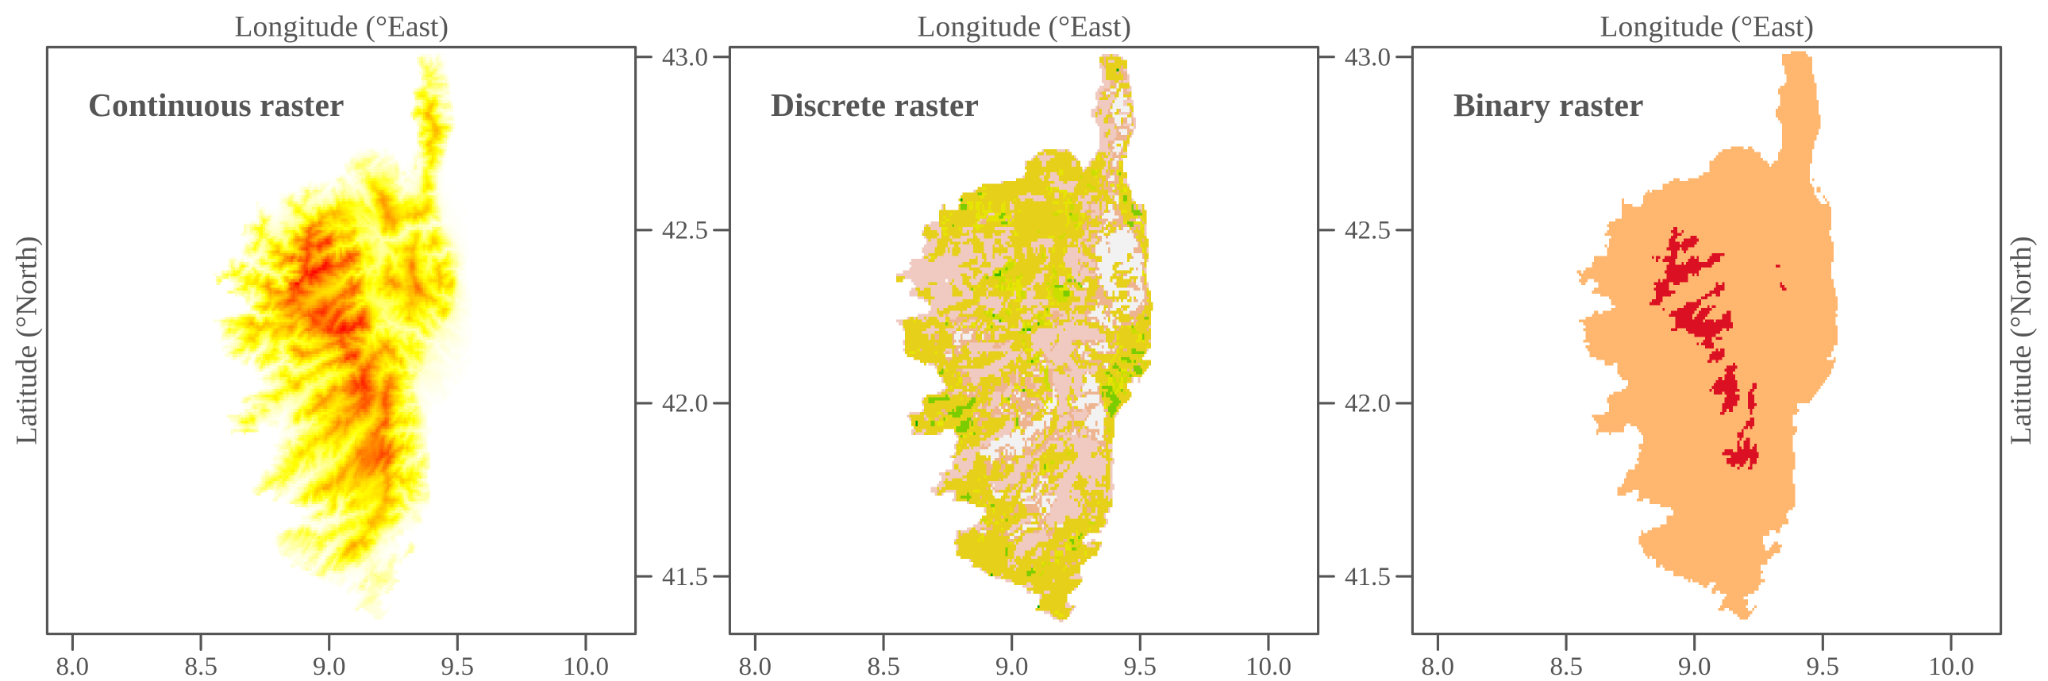 Longitude (°East)
Longitude (°East)
Longitude (°East)
Continuous raster
Discrete raster
Binary raster
43.0
43.0
42.5
42.5
42.0
42.0
41.5
41.5
Latitude (°North)
Latitude (°North)
8.0 8.5 9.0 9.5 10.0
8.0 8.5 9.0 9.5 10.0
8.0 8.5 9.0 9.5 10.0